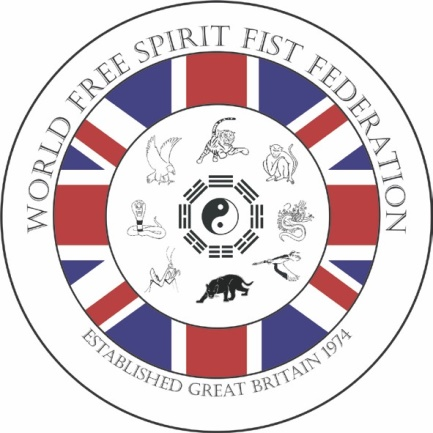 WORLD FREE SPIRIT FIST FEDERATION
ESTABLISHED GREAT BRITAIN 1974